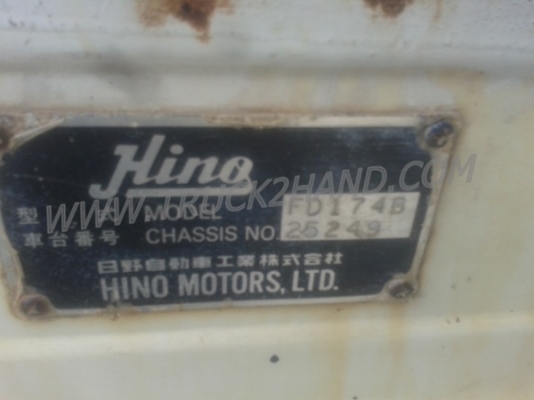 Hino
型 式 MODEL FD174B
WWW.TRUCK2HAND.COM
車台番号 CHASSIS NO. 25249
日野自動車工業株式会社
HINO MOTORS, LTD.